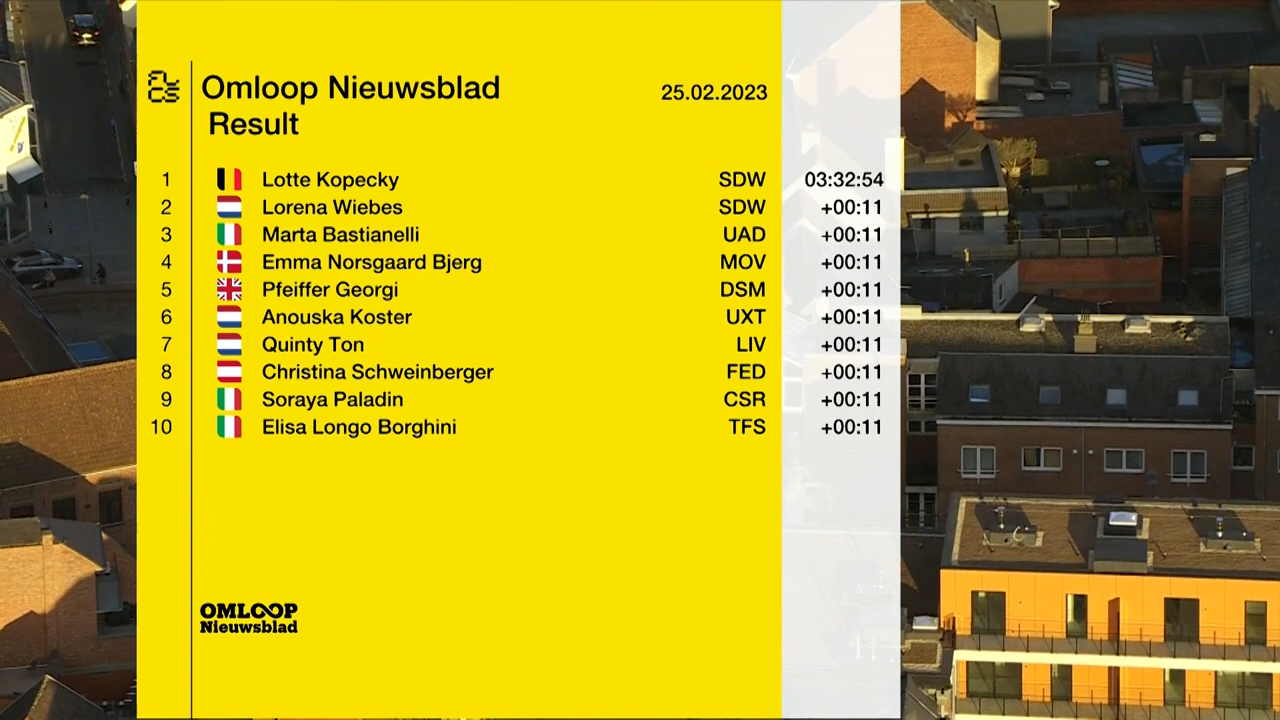 Omloop Nieuwsblad 25.02.2023
Result
1 Lotte Kopecky SDW 03:32:54
2 Lorena Wiebes SDW +00:11
3 Marta Bastianelli UAD +00:11
4 Emma Norsgaard Bjerg MOV +00:11
5 Pfeiffer Georgi DSM +00:11
6 Anouska Koster UXT +00:11
7 Quinty Ton LIV +00:11
8 Christina Schweinberger FED +00:11
9 Soraya Paladin CSR +00:11
10 Elisa Longo Borghini TFS +00:11
OMLOOP
Nieuwsblad